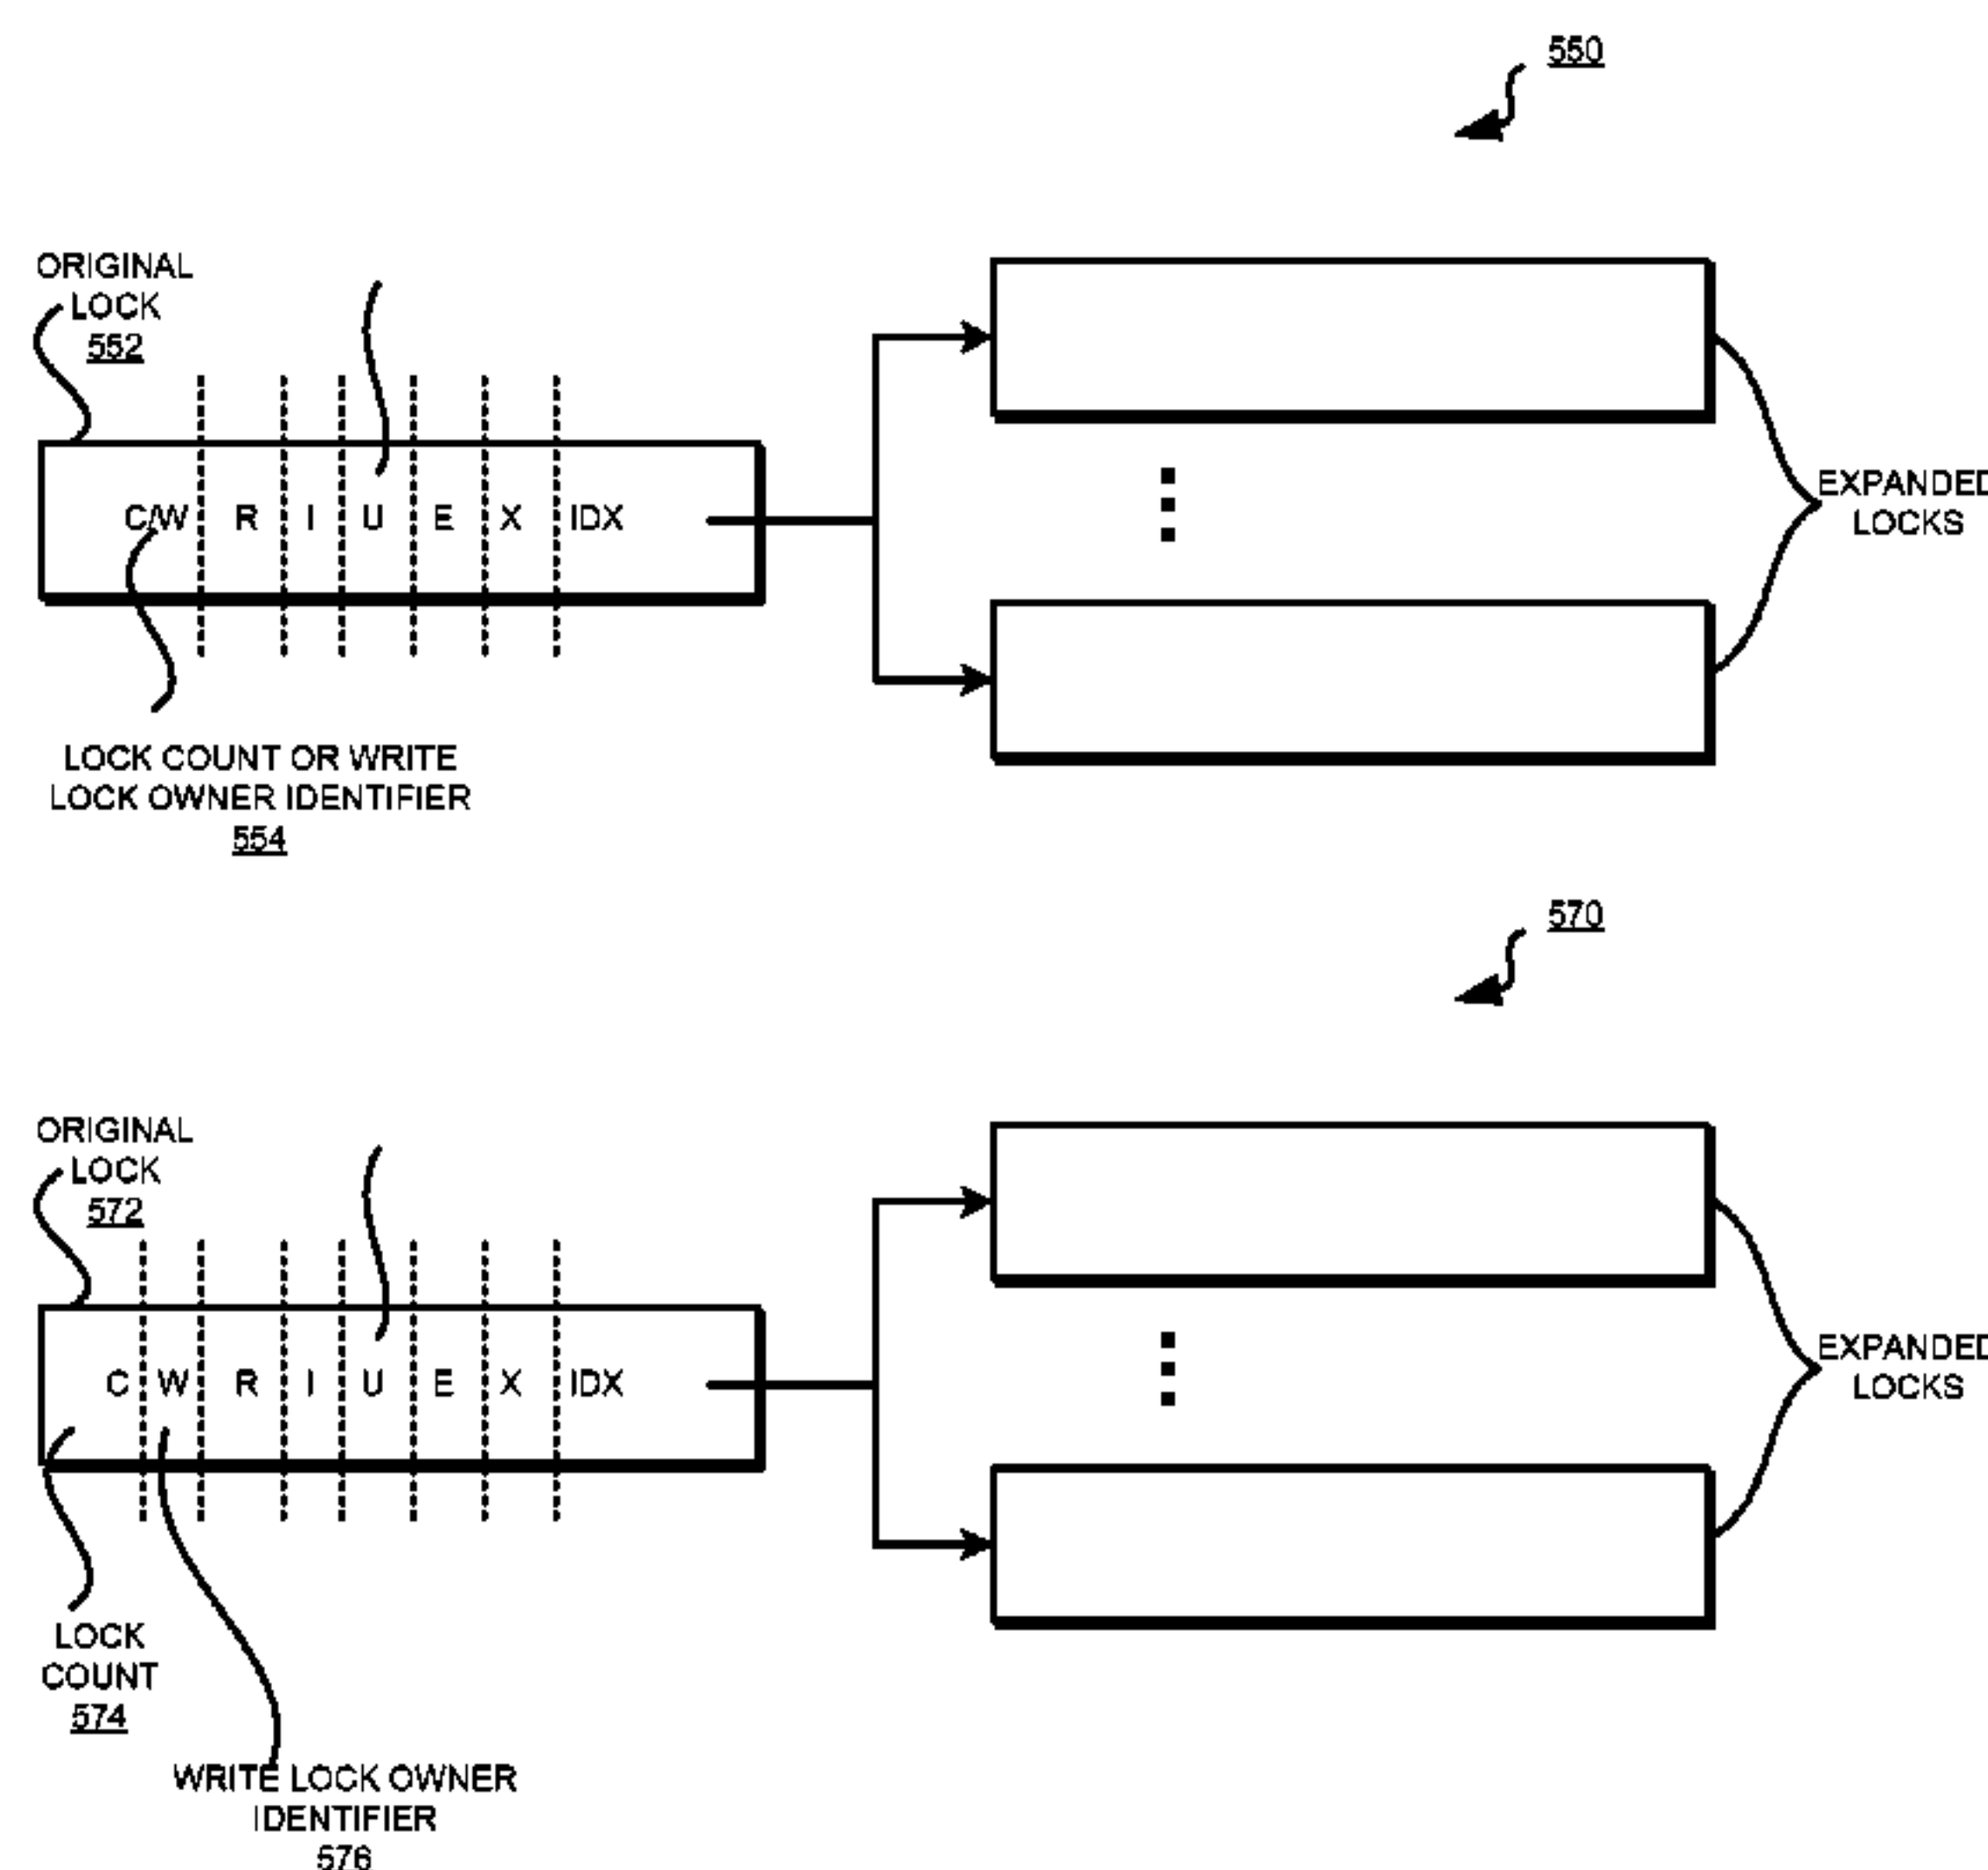 550
ORIGINAL
LOCK
552
C/W R I U E X IDX
EXPANDED
LOCKS
LOCK COUNT OR WRITE
LOCK OWNER IDENTIFIER
554
570
ORIGINAL
LOCK
572
C W R I U E X IDX
EXPANDED
LOCKS
LOCK
COUNT
574
WRITE LOCK OWNER
IDENTIFIER
576